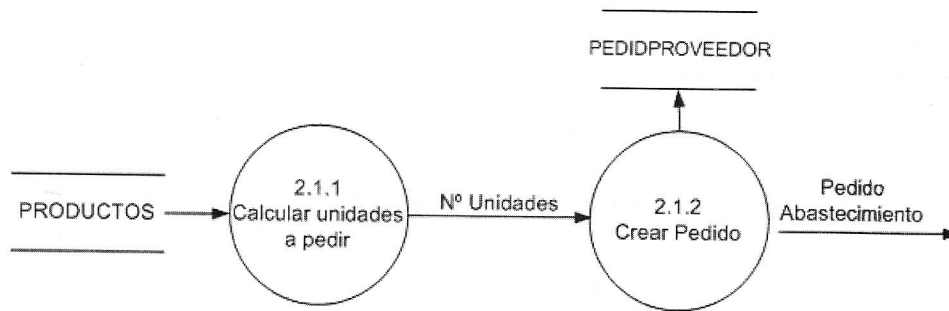 PEDIDPROVEEDOR
PRODUCTOS
2.1.1
Calcular unidades
a pedir
Nº Unidades
2.1.2
Crear Pedido
Pedido
Abastecimiento